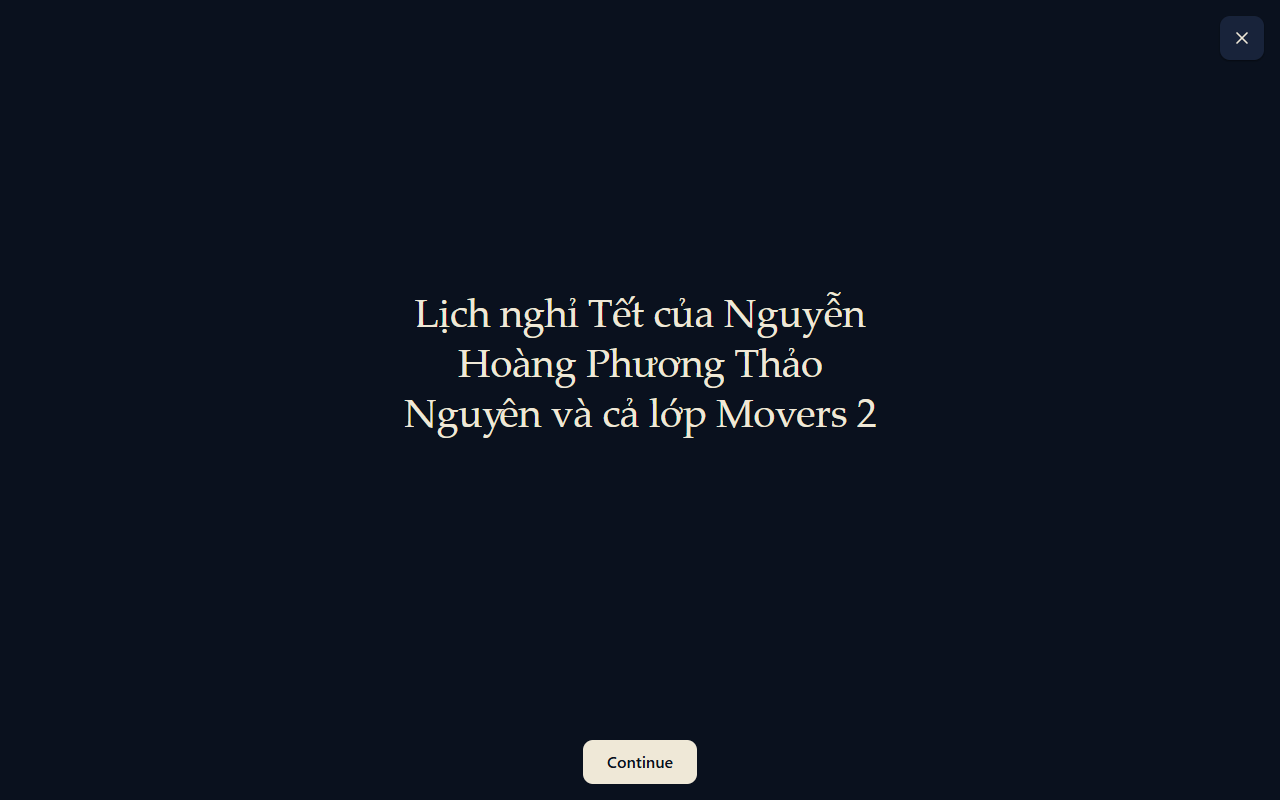 Lịch nghỉ Tết của Nguyễn
Hoàng Phương Thảo
Nguyên và cả lớp Movers 2
Continue